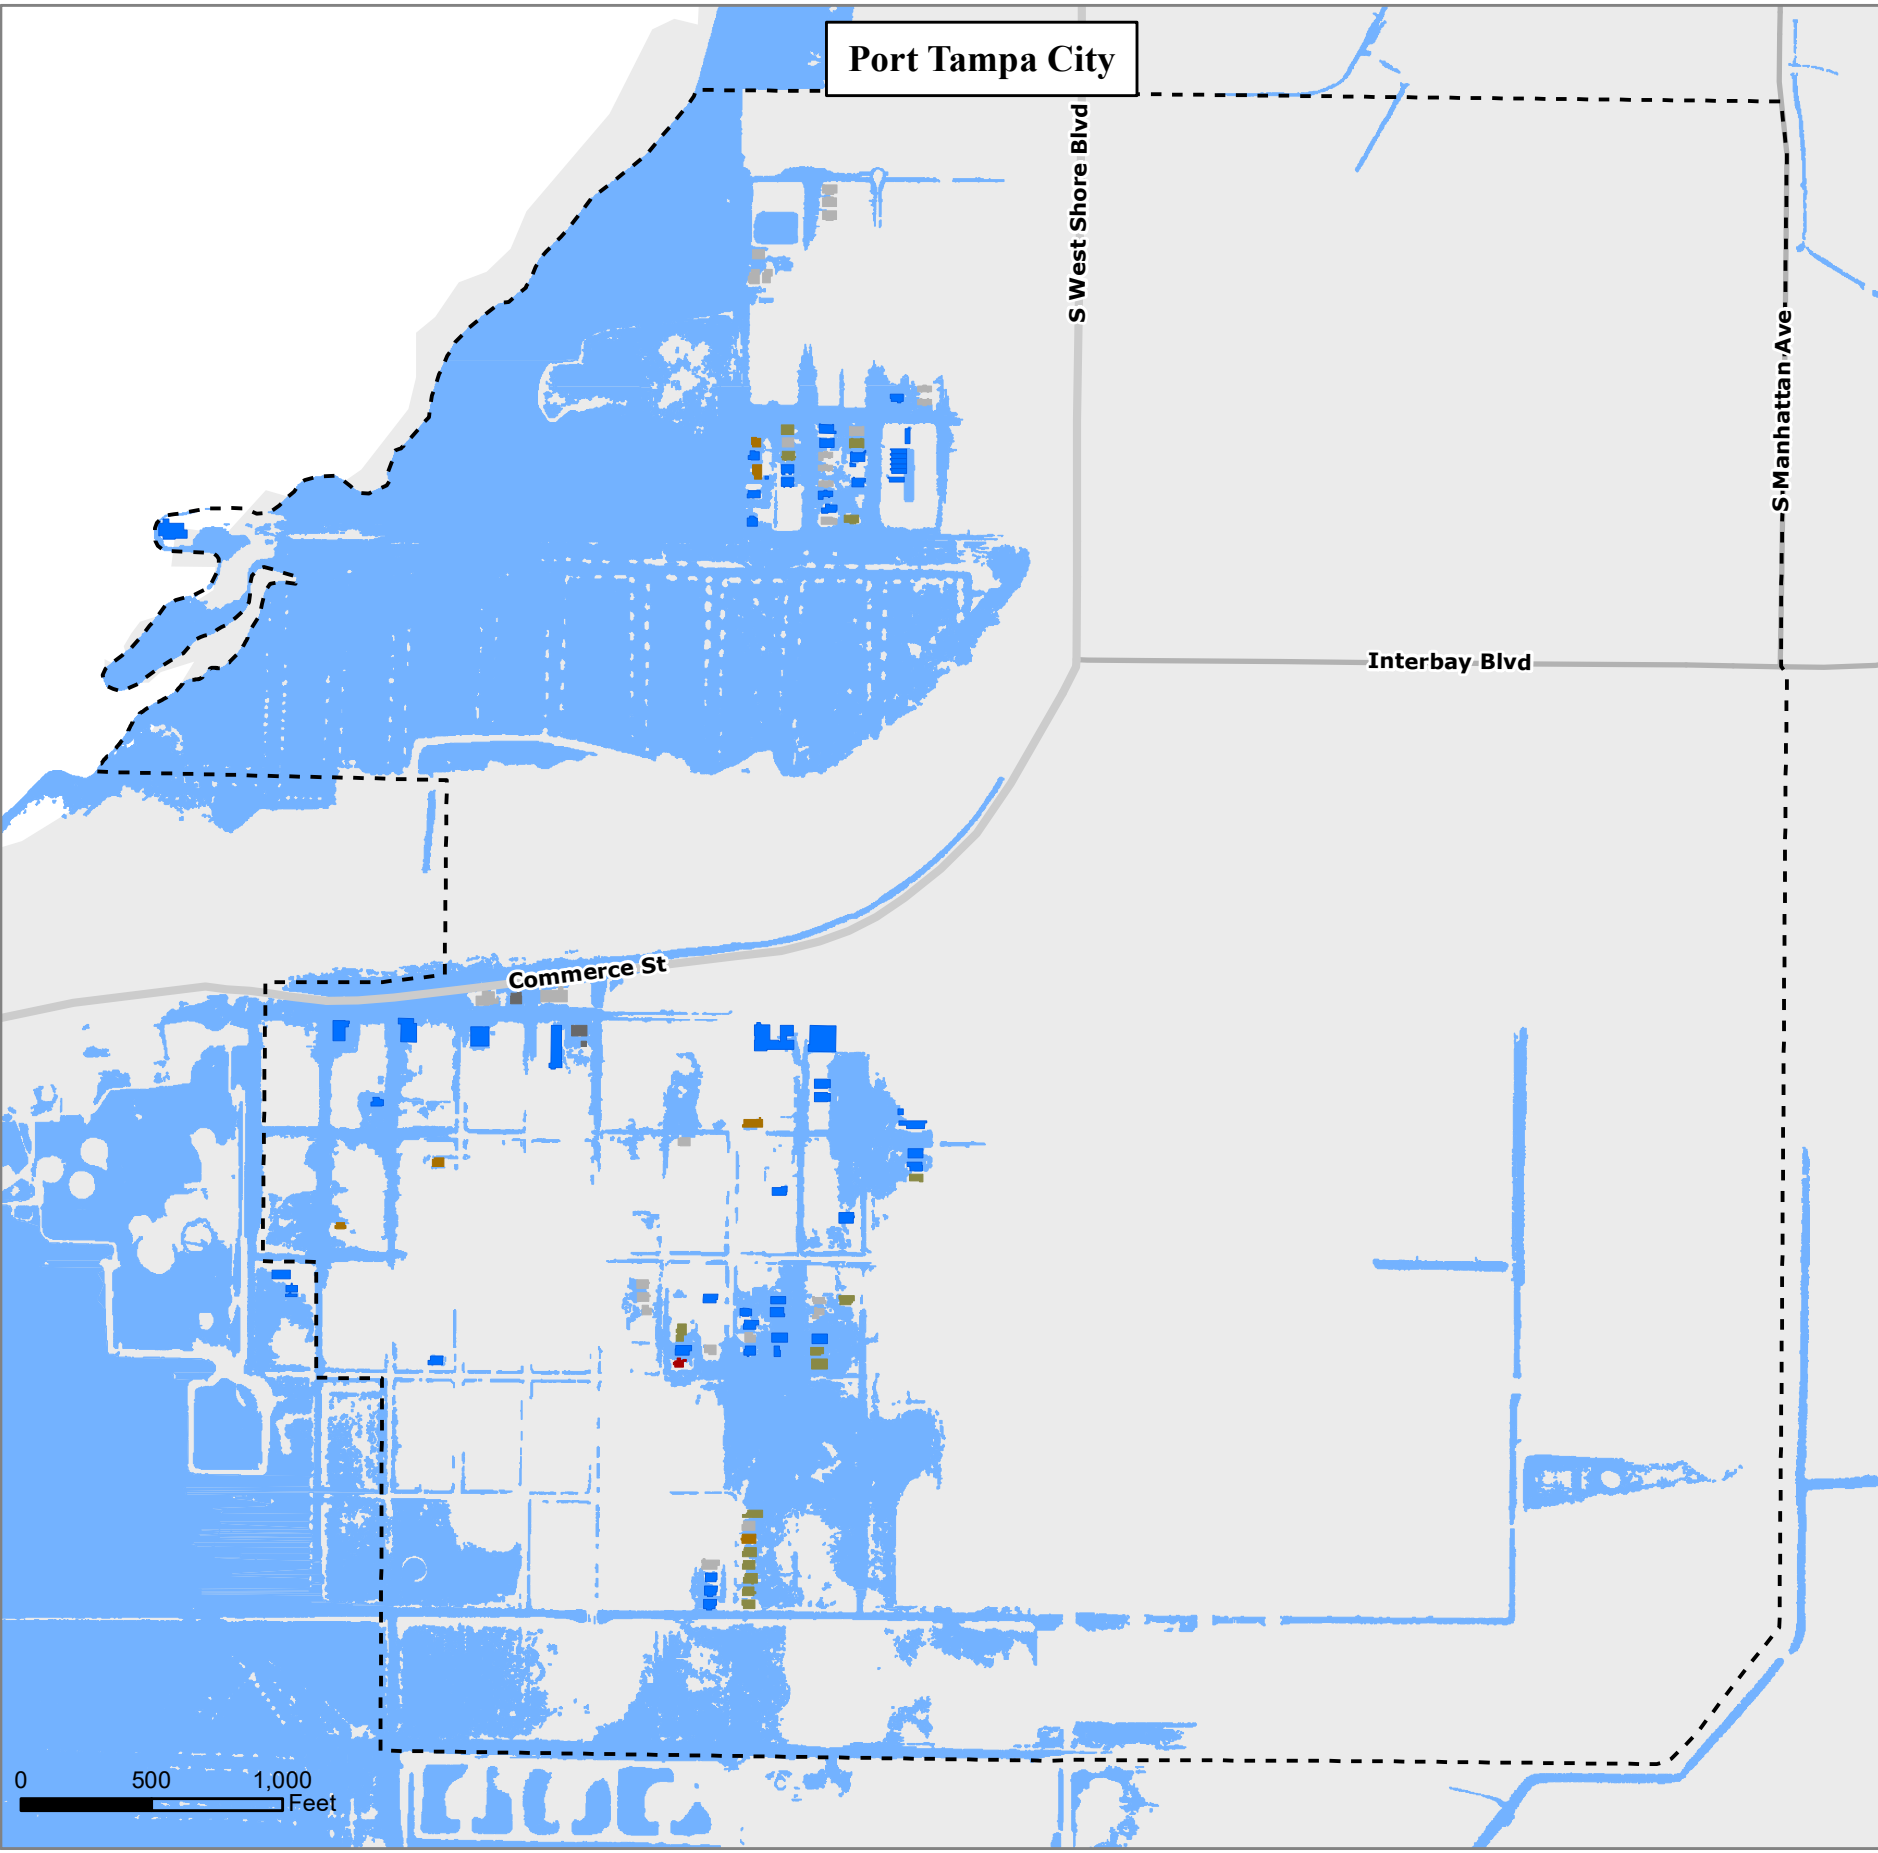 Port Tampa City
S West Shore Blvd
S Manhattan Ave
Interbay Blvd
Commerce St
0 500 1,000
Feet